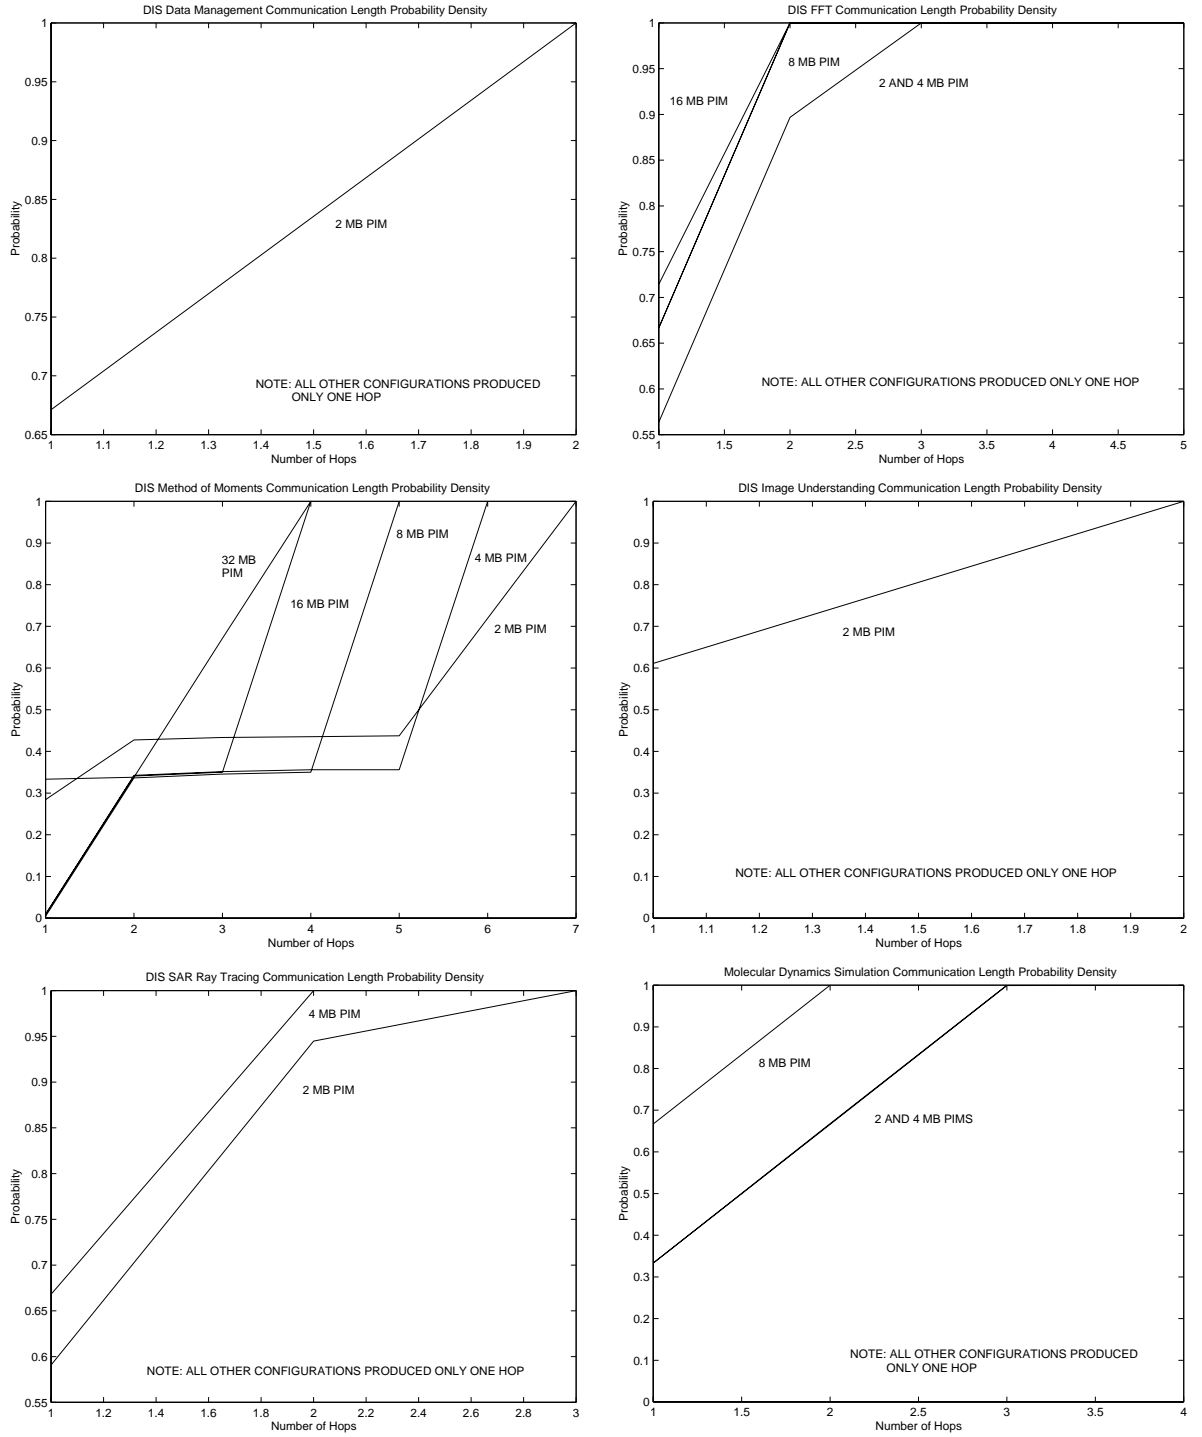 DIS Data Management Communication Length Probability Density
1
0.95
0.9
0.85
0.8
0.75
0.7
0.65
Probability
2 MB PIM
NOTE: ALL OTHER CONFIGURATIONS PRODUCED
ONLY ONE HOP
1 1.1 1.2 1.3 1.4 1.5 1.6 1.7 1.8 1.9 2
Number of Hops
DIS FFT Communication Length Probability Density
1
0.95
0.9
0.85
0.8
0.75
0.7
0.65
0.6
0.55
Probability
8 MB PIM
2 AND 4 MB PIM
16 MB PIM
NOTE: ALL OTHER CONFIGURATIONS PRODUCED ONLY ONE HOP
1 1.5 2 2.5 3 3.5 4 4.5 5
Number of Hops
DIS Method of Moments Communication Length Probability Density
1
0.9
0.8
0.7
0.6
0.5
0.4
0.3
0.2
0.1
0
Probability
32 MB
PIM
16 MB PIM
8 MB PIM
4 MB PIM
2 MB PIM
1 2 3 4 5 6 7
Number of Hops
DIS Image Understanding Communication Length Probability Density
1
0.9
0.8
0.7
0.6
0.5
0.4
0.3
0.2
0.1
0
Probability
2 MB PIM
NOTE: ALL OTHER CONFIGURATIONS PRODUCED ONLY ONE HOP
1 1.1 1.2 1.3 1.4 1.5 1.6 1.7 1.8 1.9 2
Number of Hops
DIS SAR Ray Tracing Communication Length Probability Density
1
0.95
0.9
0.85
0.8
0.75
0.7
0.65
0.6
0.55
Probability
4 MB PIM
2 MB PIM
NOTE: ALL OTHER CONFIGURATIONS PRODUCED ONLY ONE HOP
1 1.2 1.4 1.6 1.8 2 2.2 2.4 2.6 2.8 3
Number of Hops
Molecular Dynamics Simulation Communication Length Probability Density
1
0.9
0.8
0.7
0.6
0.5
0.4
0.3
0.2
0.1
0
Probability
8 MB PIM
2 AND 4 MB PIMS
NOTE: ALL OTHER CONFIGURATIONS PRODUCED
ONLY ONE HOP
1 1.5 2 2.5 3 3.5 4
Number of Hops